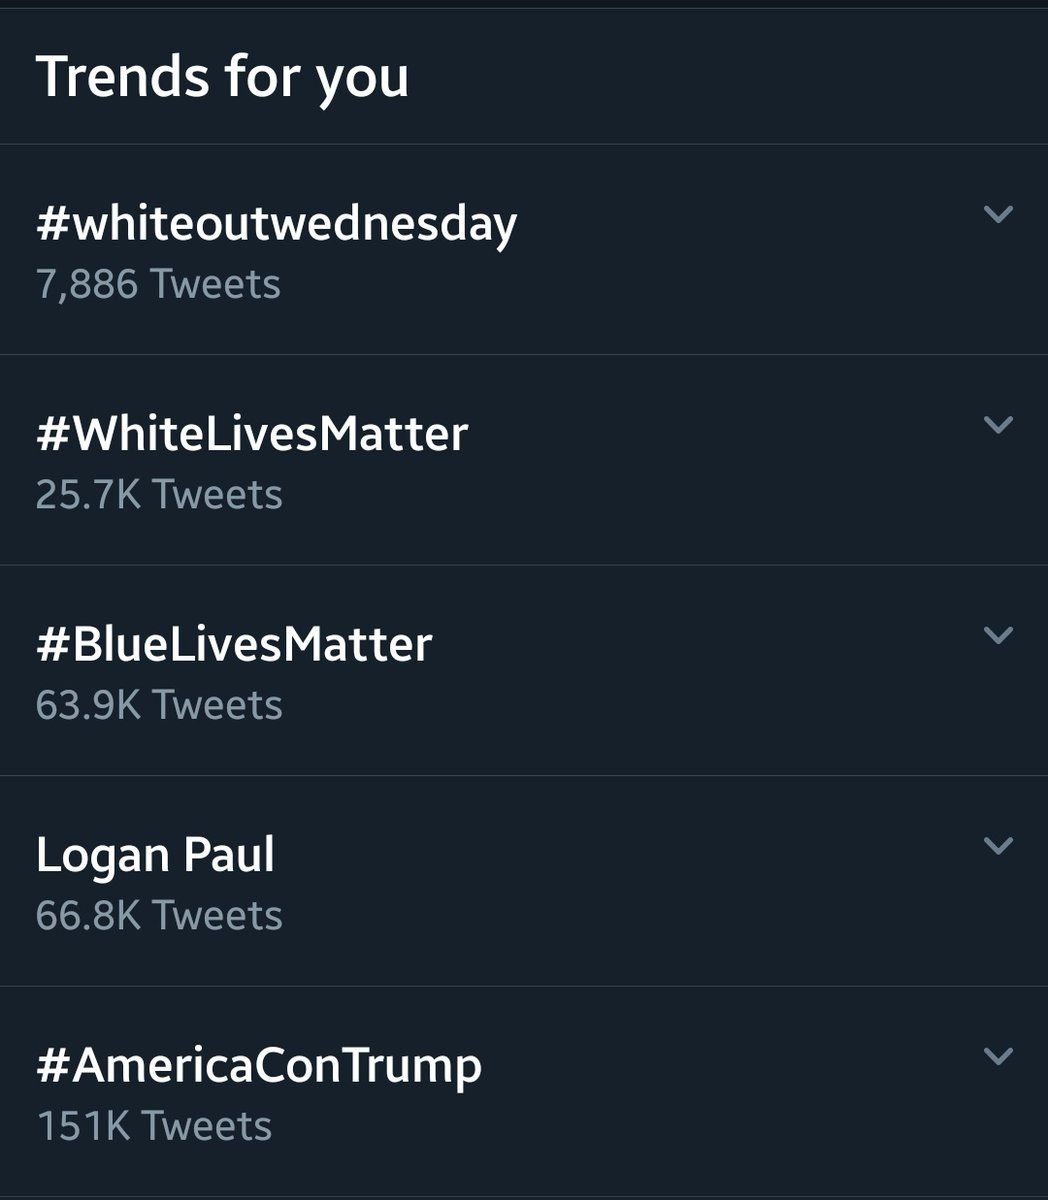 Trends for you
#whiteoutwednesday
7,886 Tweets
#WhiteLivesMatter
25.7K Tweets
#BlueLivesMatter
63.9K Tweets
Logan Paul
66.8K Tweets
#AmericaConTrump
151K Tweets